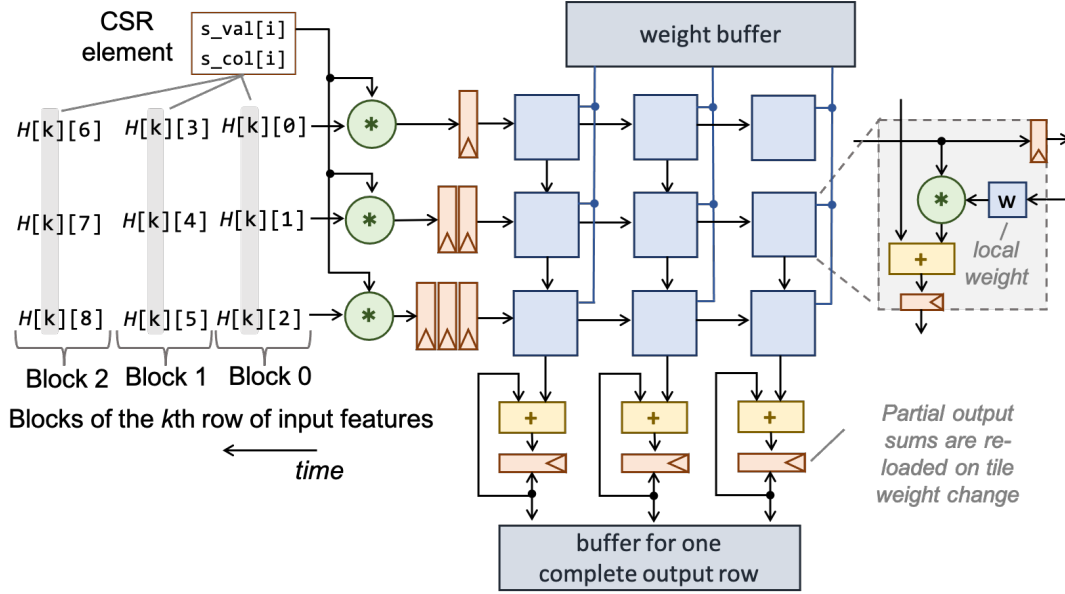 CSR
element
s_val[i]
s_col[i]
weight buffer
H[k][6]
H[k][3]
H[k][0]
*
H[k][7]
H[k][4]
H[k][1]
*
H[k][8]
H[k][5]
H[k][2]
*
*
w
local
weight
+
Block 2
Block 1
Block 0
Blocks of the kth row of input features
time
+
+
+
Partial output
sums are re-
loaded on tile
weight change
buffer for one
complete output row